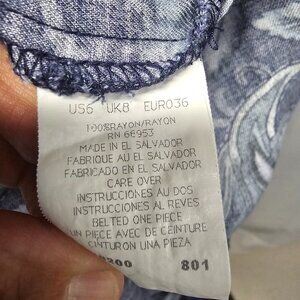 US6 UK8 EURO36
100%RAYON/RAYON
RN 66953
MADE IN EL SALVADOR
FABRIQUE AU EL SALVADOR
FABRICADO EN EL SALVADOR
CARE OVER
INSTRUCTIONS AU DOS
INSTRUCCIONES AL REVES
BELTED ONE PIECE
UN PIECE AVEC DE CEINTURE
CINTURON UNA PIEZA
801